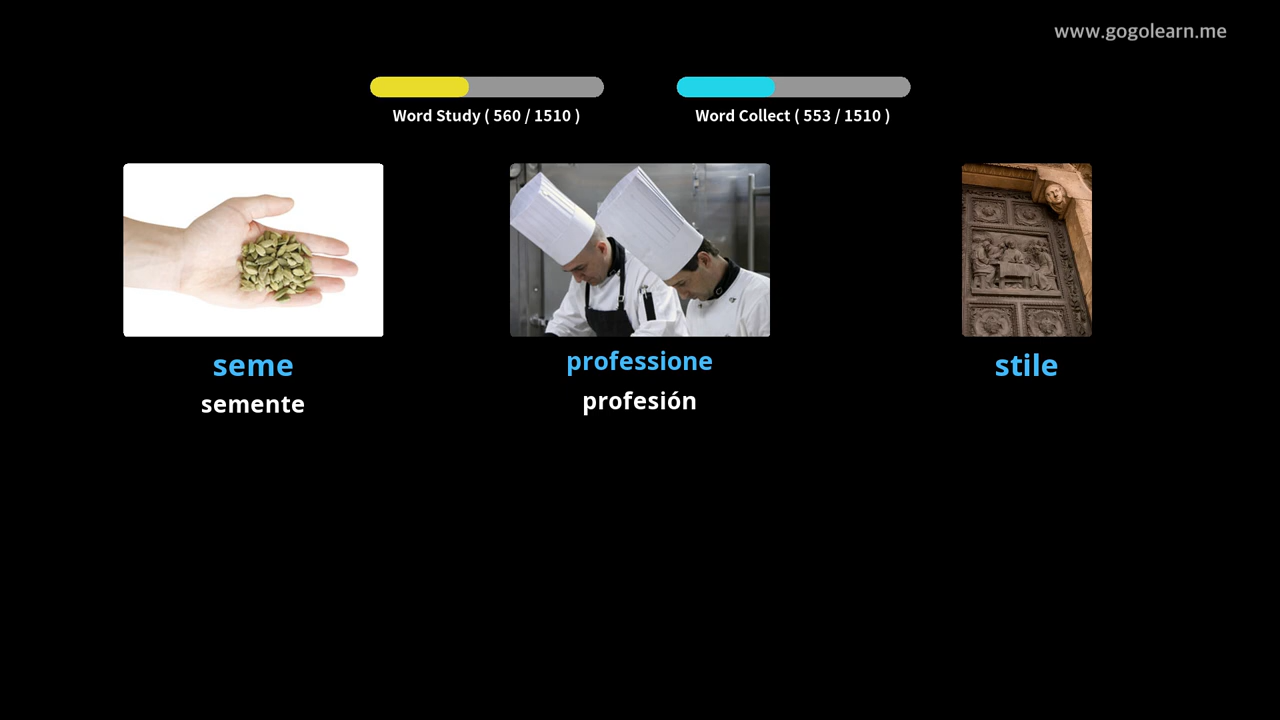 www.gogolearn.me
Word Study ( 560 / 1510 )
Word Collect ( 553 / 1510 )
seme
semente
professione
profesión
stile